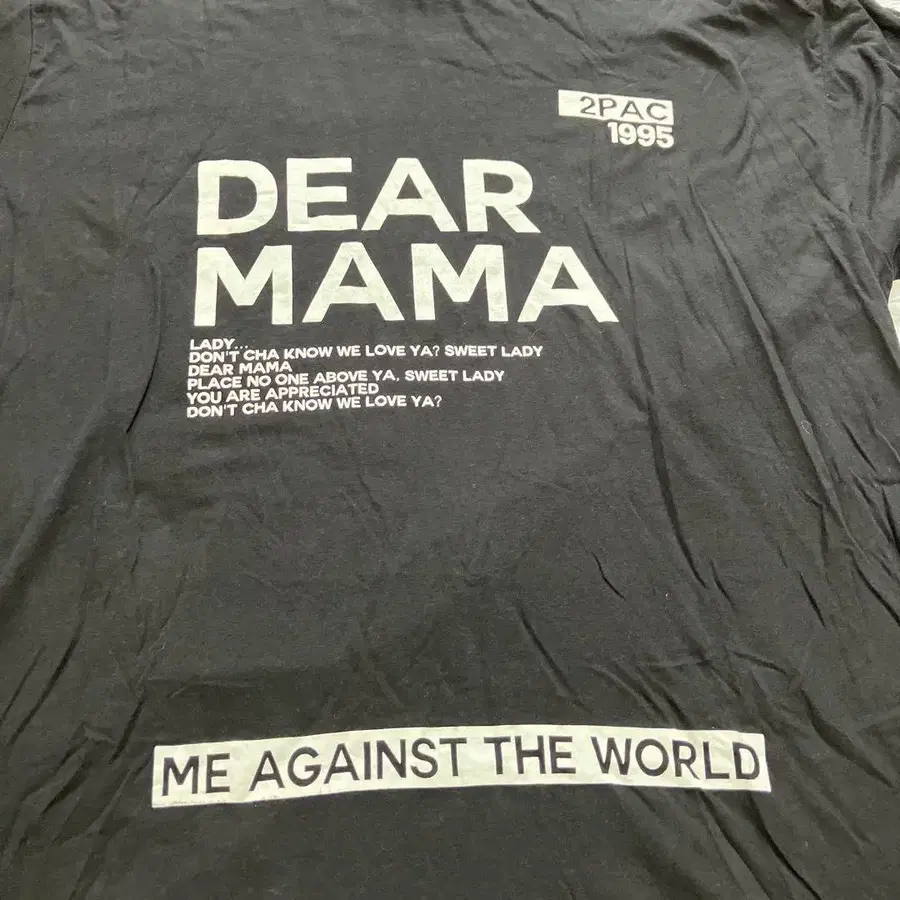 2PAC
1995
DEAR
MAMA
LADY...
DON'T CHA KNOW WE LOVE YA? SWEET LADY
DEAR MAMA
PLACE NO ONE ABOVE YA, SWEET LADY
YOU ARE APPRECIATED
DON'T CHA KNOW WE LOVE YA?
ME AGAINST THE WORLD